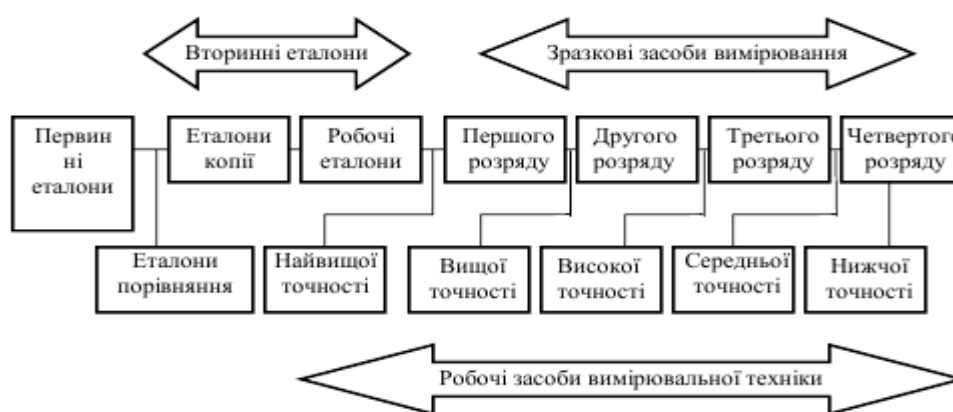 Вторинні еталони
Зразкові засоби вимірювання
Первин
ні
еталони
Еталони
копії
Робочі
еталони
Першого
розряду
Другого
розряду
Третього
розряду
Четвертого
розряду
Еталони
порівняння
Найвищої
точності
Вищої
точності
Високої
точності
Середньої
точності
Нижчої
точності
Робочі засоби вимірювальної техніки